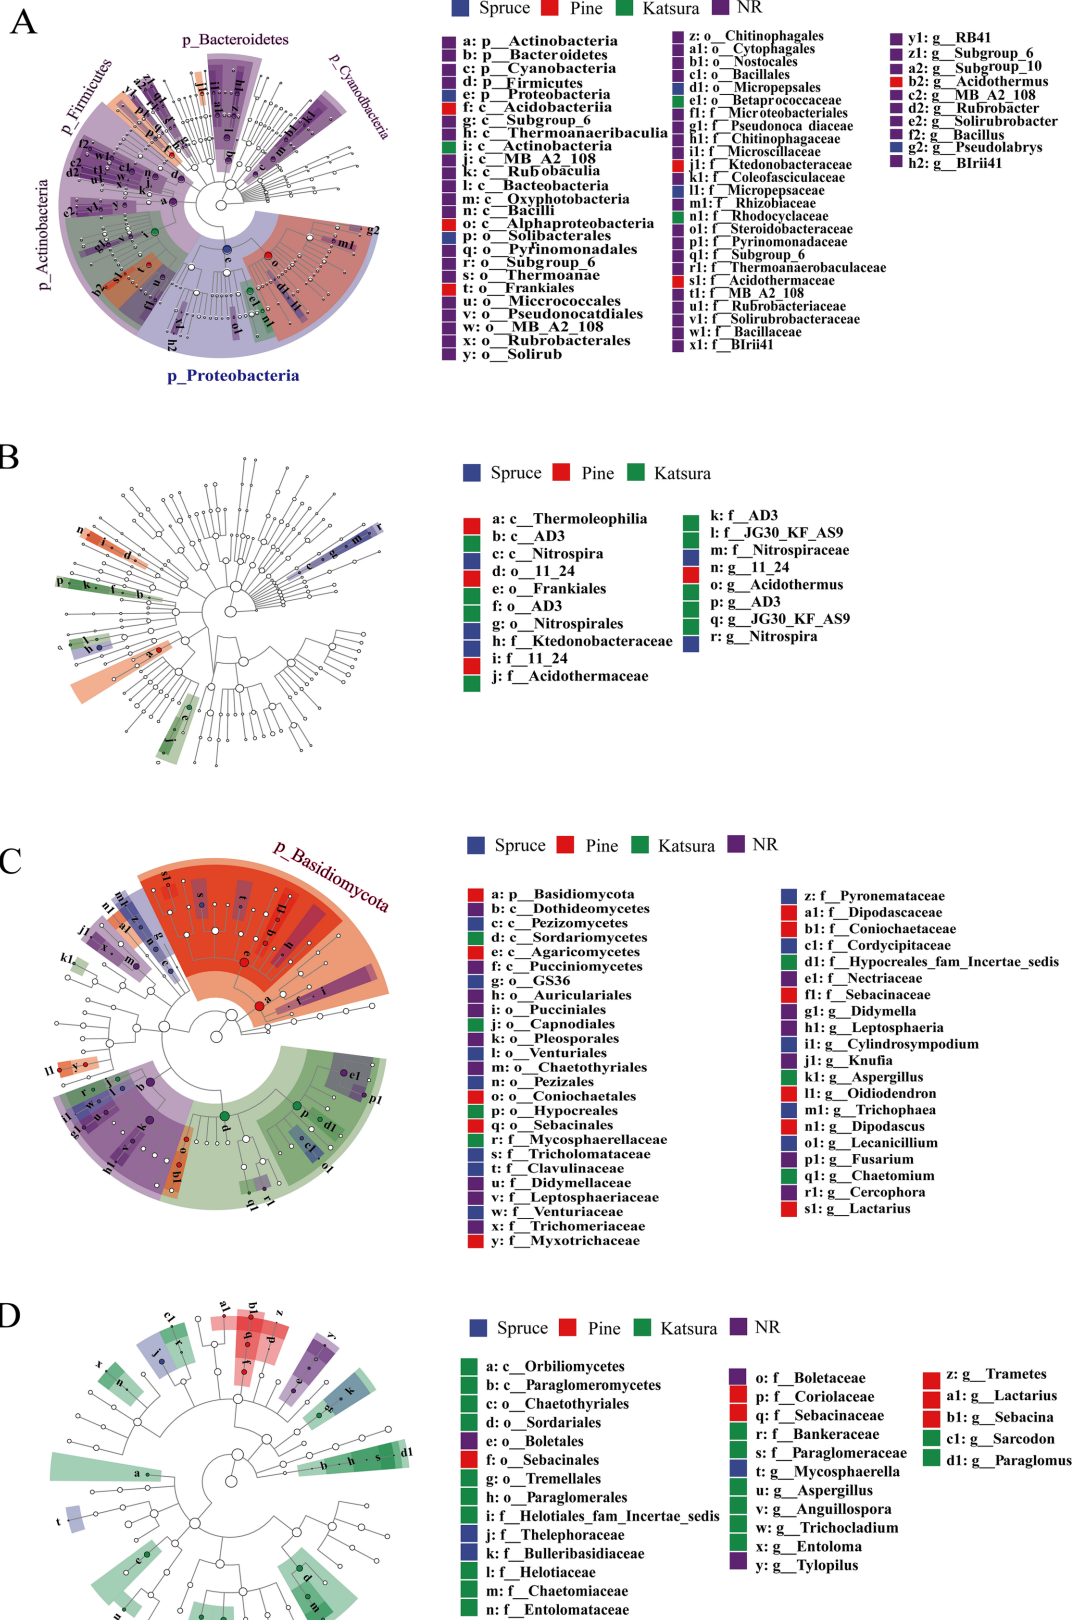 A
Spruce Pine Katsura NR
p_Bacteroidetes
p_Firmicutes
p_Cyanodbacteria
p_Actinobacteria
p_Proteobacteria
a: p__Actinobacteria
b: p__Bacteroidetes
c: p__Cyanobacteria
d: p__Firmicutes
e: p__Proteobacteria
f: c__Acidobacteriia
g: c__Subgroup_6
h: c__Thermoanaeribaculia
i: c__Actinobacteria
j: c__MB_A2_108
k: c__Rubobaculia
l: c__Bacteobacteria
m: c__Oxyphotobacteria
n: c__Bacilli
o: c__Alphaproteobacteria
p: o__Solibacterales
q: o__Pyrinomonadales
r: o__Subgroup_6
s: o__Thermoanae
t: o__Frankiales
u: o__Miccrococcales
v: o__Pseudonocatdiales
w: o__MB_A2_108
x: o__Rubrobacterales
y: o__Solirub
z: o__Chitinophagales
a1: o__Cytophagales
b1: o__Nostocales
c1: o__Bacillales
d1: o__Micropepsales
e1: o__Betaprococcaceae
f1: f__Microteobacteriales
g1: f__Pseudonoca diaceae
h1: f__Chitinophagaceae
i1: f__Microscillaceae
j1: f__Ktedonobacteraceae
k1: f__Coleofasciculaceae
l1: f__Micropepsaceae
m1: f__Rhizobiaceae
n1: f__Rhodocyclaceae
o1: f__Steroidobacteraceae
p1: f__Pyrinomonadaceae
q1: f__Subgroup_6
r1: f__Thermoanaerobaculaceae
s1: f__Acidothermaceae
t1: f__MB_A2_108
u1: f__Rubrobacteriaceae
v1: f__Solirubrobacteraceae
w1: f__Bacillaceae
x1: f__BIrii41
y1: g__RB41
z1: g__Subgroup_6
a2: g__Subgroup_10
b2: g__Acidothermus
c2: g__MB_A2_108
d2: g__Rubrobacter
e2: g__Solirubrobacter
f2: g__Bacillus
g2: g__Pseudolabrys
h2: g__BIrii41
B
Spruce Pine Katsura
a: c__Thermoleophilia
b: c__AD3
c: c__Nitrospira
d: o__11_24
e: o__Frankiales
f: o__AD3
g: o__Nitrospirales
h: f__Ktedonobacteraceae
i: f__11_24
j: f__Acidothermaceae
k: f__AD3
l: f__JG30_KF_AS9
m: f__Nitrospiraceae
n: g__11_24
o: g__Acidothermus
p: g__AD3
q: g__JG30_KF_AS9
r: g__Nitrospira
C
Spruce Pine Katsura NR
p_Basidiomycota
a: p__Basidiomycota
b: c__Dothideomycetes
c: c__Pezizomycetes
d: c__Sordariomycetes
e: c__Agaricomycetes
f: c__Pucciniomycetes
g: o__GS36
h: o__Auriculariales
i: o__Pucciniales
j: o__Capnodiales
k: o__Pleosporales
l: o__Venturiales
m: o__Chaetothyriales
n: o__Pezizales
o: o__Coniochaetales
p: o__Hypocreales
q: o__Sebacinales
r: f__Mycosphaerellaceae
s: f__Tricholomataceae
t: f__Clavulinaceae
u: f__Didymellaceae
v: f__Leptosphaeriaceae
w: f__Venturiaceae
x: f__Trichomeriaceae
y: f__Myxotrichaceae
z: f__Pyronemataceae
a1: f__Dipodascaceae
b1: f__Coniochaetaceae
c1: f__Cordycipitaceae
d1: f__Hypocreales_fam_Incertae_sedis
e1: f__Nectriaceae
f1: f__Sebacinaceae
g1: g__Didymella
h1: g__Leptosphaeria
i1: g__Cylindrosympodium
j1: g__Knufia
k1: g__Aspergillus
l1: g__Oidiodendron
m1: g__Trichophaea
n1: g__Dipodascus
o1: g__Lecanicillium
p1: g__Fusarium
q1: g__Chaetomium
r1: g__Cercophora
s1: g__Lactarius
D
Spruce Pine Katsura NR
a: c__Orbiliomycetes
b: c__Paraglomeromycetes
c: o__Chaetothyriales
d: o__Sordariales
e: o__Boletales
f: o__Sebacinales
g: o__Tremellales
h: o__Paraglomerales
i: f__Helotiales_fam_Incertae_sedis
j: f__Thelephoraceae
k: f__Bulleribasidiaceae
l: f__Helotiaceae
m: f__Chaetomiaceae
n: f__Entolomataceae
o: f__Boletaceae
p: f__Coriolaceae
q: f__Sebacinaceae
r: f__Bankeraceae
s: f__Paraglomeraceae
t: g__Mycosphaerella
u: g__Aspergillus
v: g__Anguillospora
w: g__Trichocladium
x: g__Entoloma
y: g__Tylopilus
z: g__Trametes
a1: g__Lactarius
b1: g__Sebacina
c1: g__Sarcodon
d1: g__Paraglomus